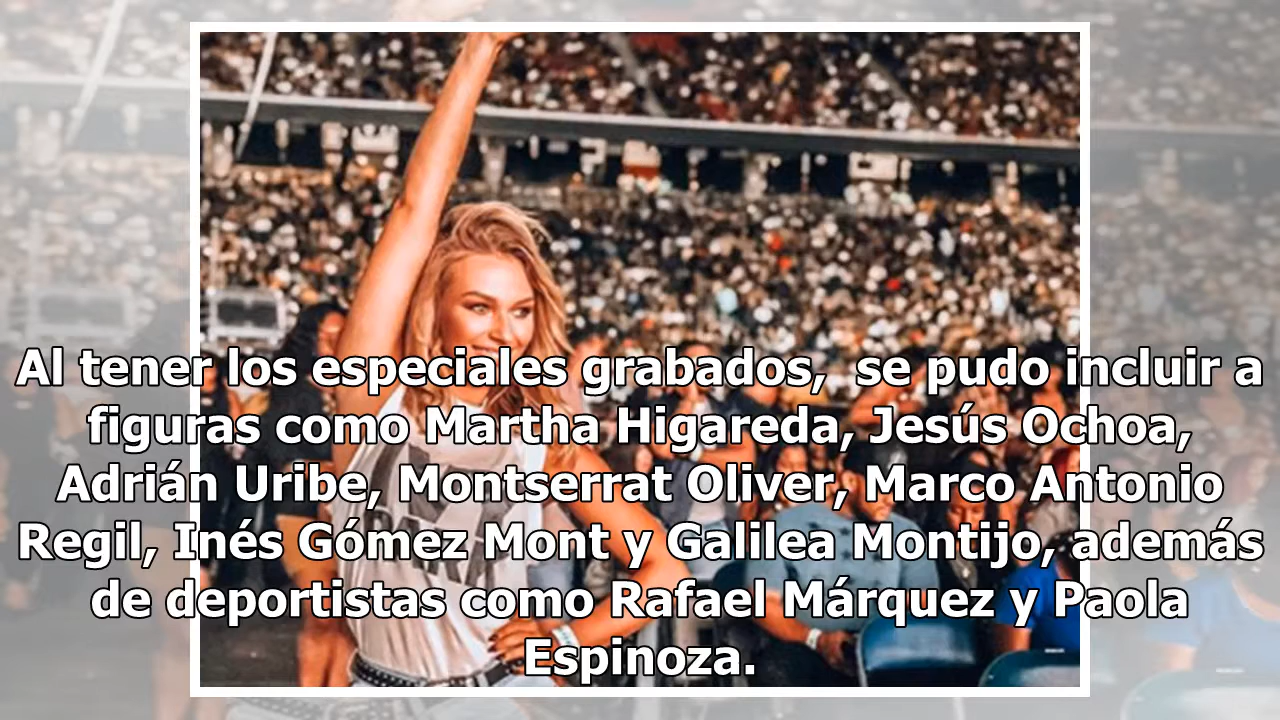 Al tener los especiales grabados,  se pudo incluir a
figuras como Martha Higareda, Jesús Ochoa,
Adrián Uribe, Montserrat Oliver, Marco Antonio
Regil, Inés Gómez Mont y Galilea Montijo, además
de deportistas como Rafael Márquez y Paola
Espinoza.